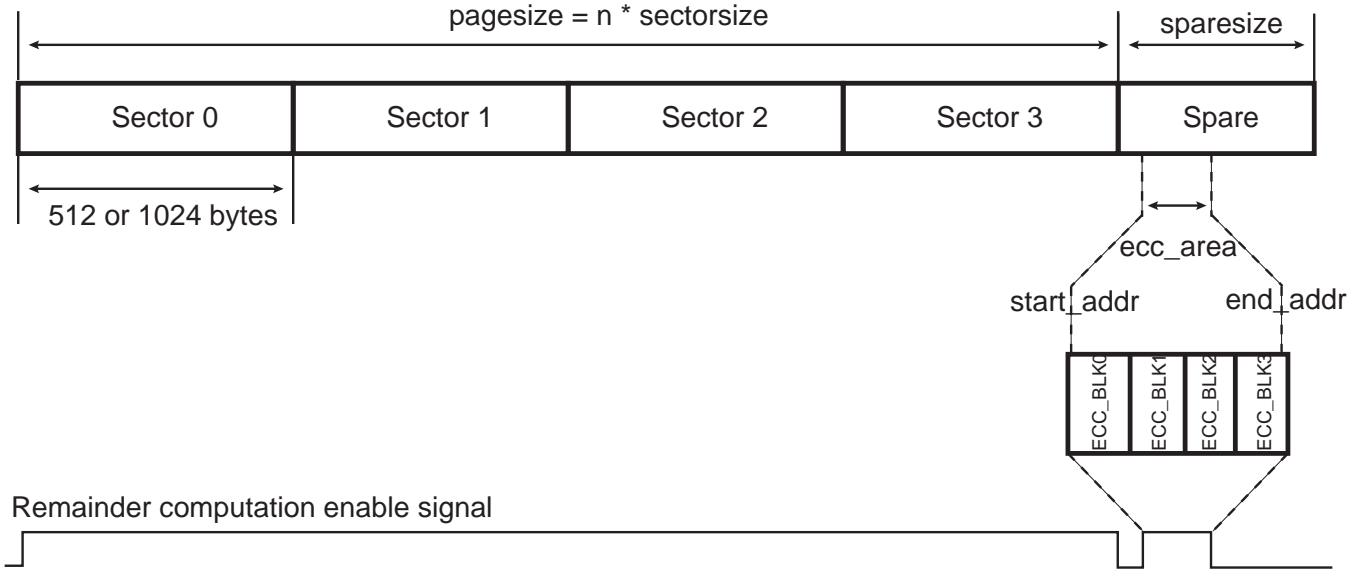 pagesize = n * sectorsize
sparesize
Sector 0
Sector 1
Sector 2
Sector 3
Spare
512 or 1024 bytes
ecc_area
start_addr
end_addr
ECC_BLK0
ECC_BLK1
ECC_BLK2
ECC_BLK3
Remainder computation enable signal